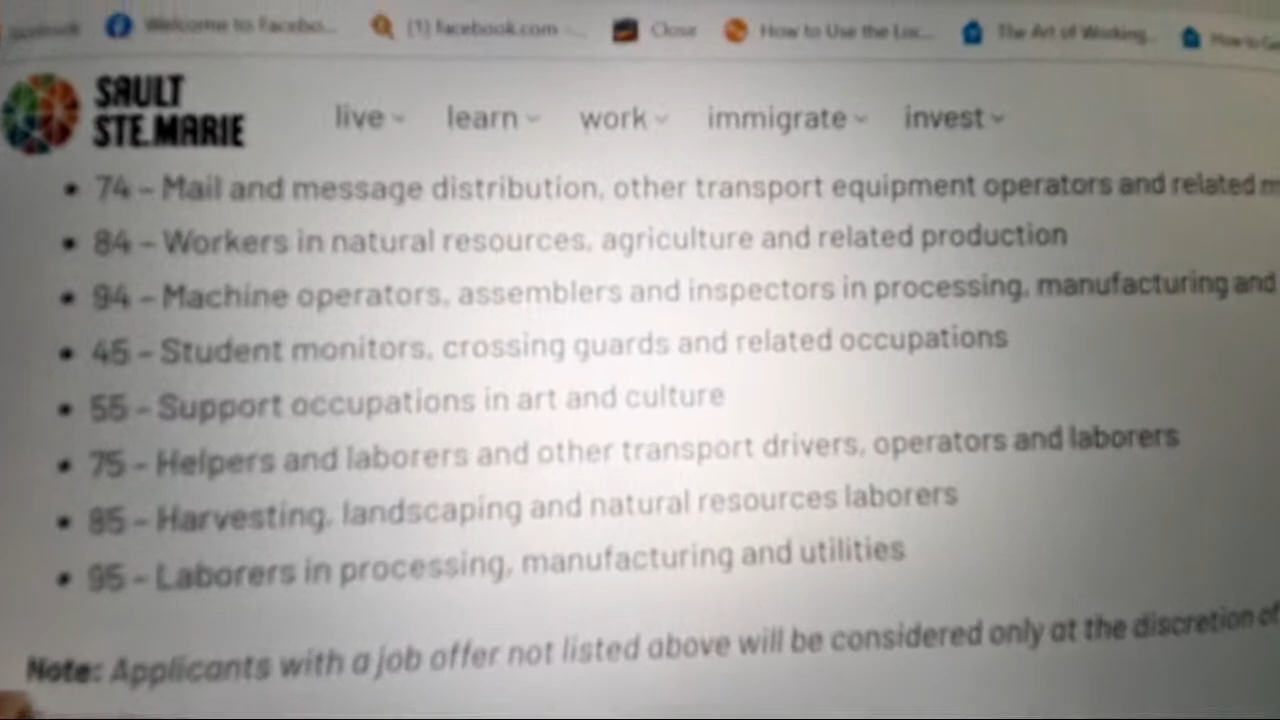 Welcome to Facebo...
(1) facebook.com
Close
How to Use the Loc...
The Art of Working...
SAULT
STE.MARIE
live learn work immigrate invest
• 74 – Mail and message distribution, other transport equipment operators and related m
• 84 – Workers in natural resources, agriculture and related production
• 94 – Machine operators, assemblers and inspectors in processing, manufacturing and
• 45 – Student monitors, crossing guards and related occupations
• 55 – Support occupations in art and culture
• 75 – Helpers and laborers and other transport drivers, operators and laborers
• 85 – Harvesting, landscaping and natural resources laborers
• 95 – Laborers in processing, manufacturing and utilities
Note: Applicants with a job offer not listed above will be considered only at the discretion of